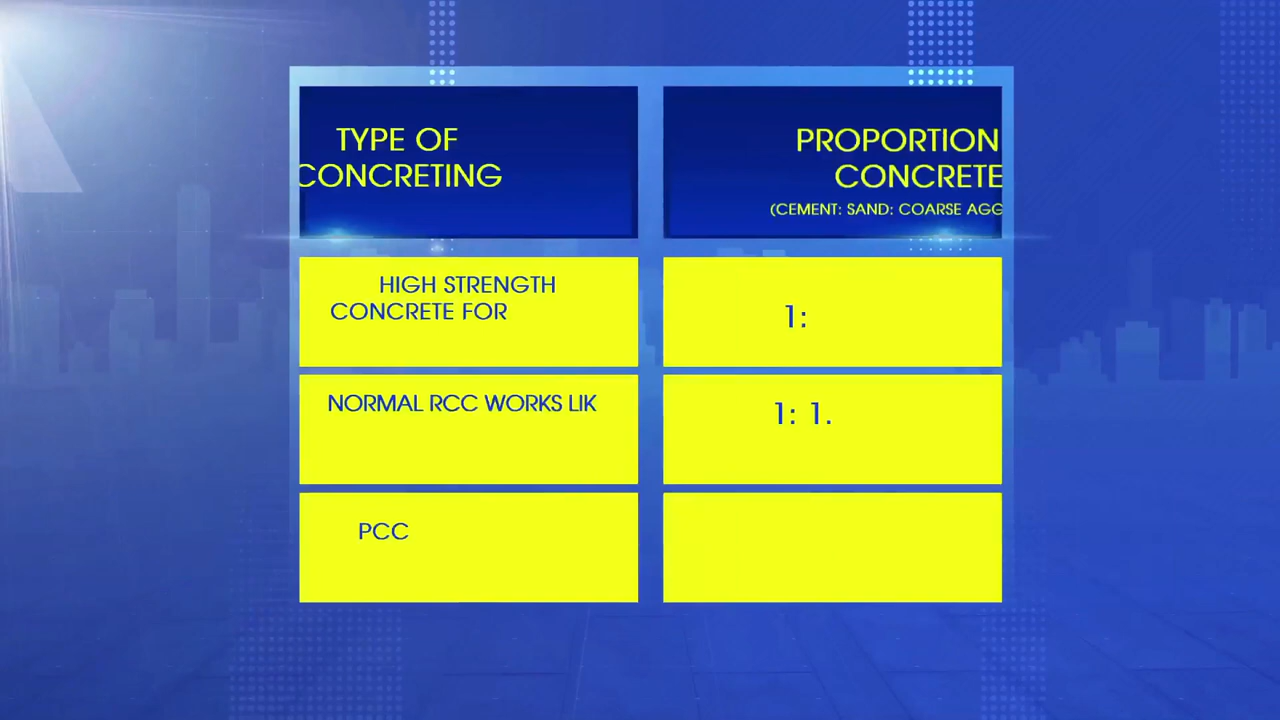 TYPE OF
CONCRETING
PROPORTION
CONCRETE
(CEMENT: SAND: COARSE AGG
HIGH STRENGTH
CONCRETE FOR
1:
NORMAL RCC WORKS LIK
1: 1.
PCC